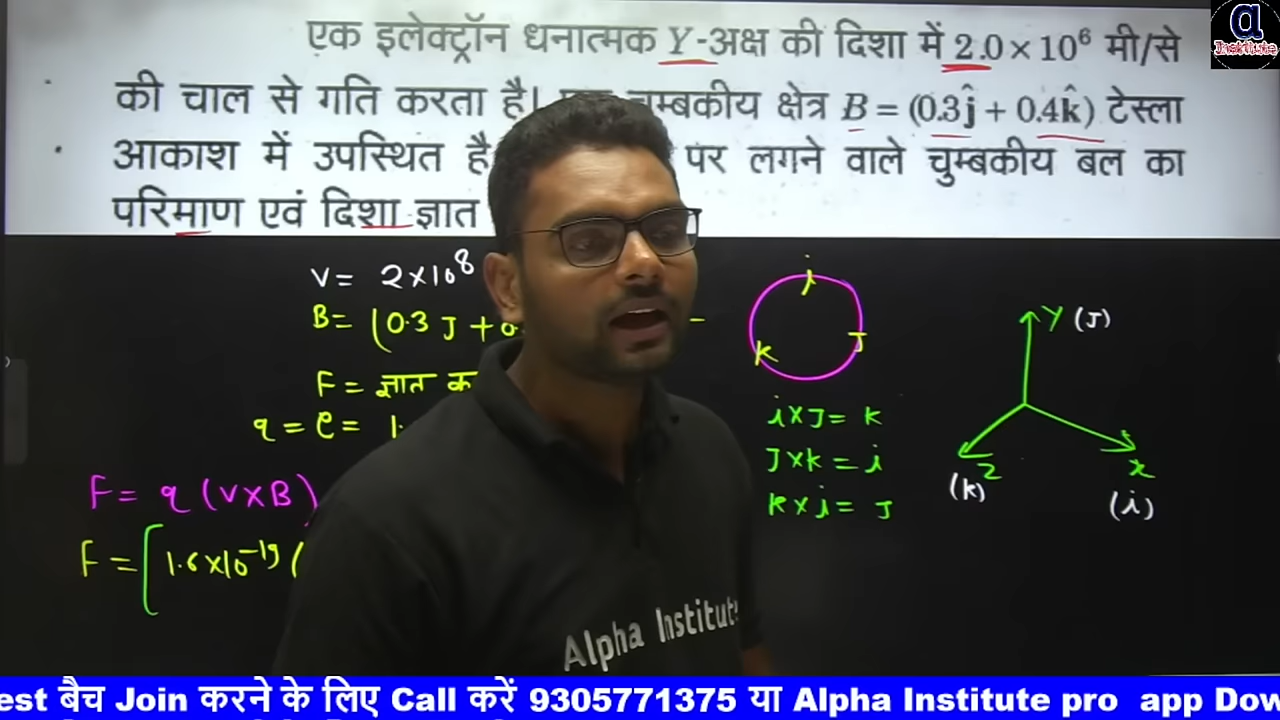 एक इलेक्ट्रॉन धनात्मक Y-अक्ष की दिशा में 2.0 × 10⁶ मी/से
की चाल से गति करता है। चुम्बकीय क्षेत्र B = (0.3ĵ + 0.4k̂) टेस्ला
आकाश में उपस्थित है पर लगने वाले चुम्बकीय बल का
परिमाण एवं दिशा ज्ञात
α
Institute
V = 2×10⁸
B = (0.3 J +
F = ज्ञात
q = e = 1.
F = q (V×B)
F = [1.6×10⁻¹⁹ (
i
K J
i×J = K
J×K = i
K×i = J
Y (J)
Z
(K)
X
(i)
Alpha Institute
est बैच Join करने के लिए Call करें 9305771375 या Alpha Institute pro app Dow